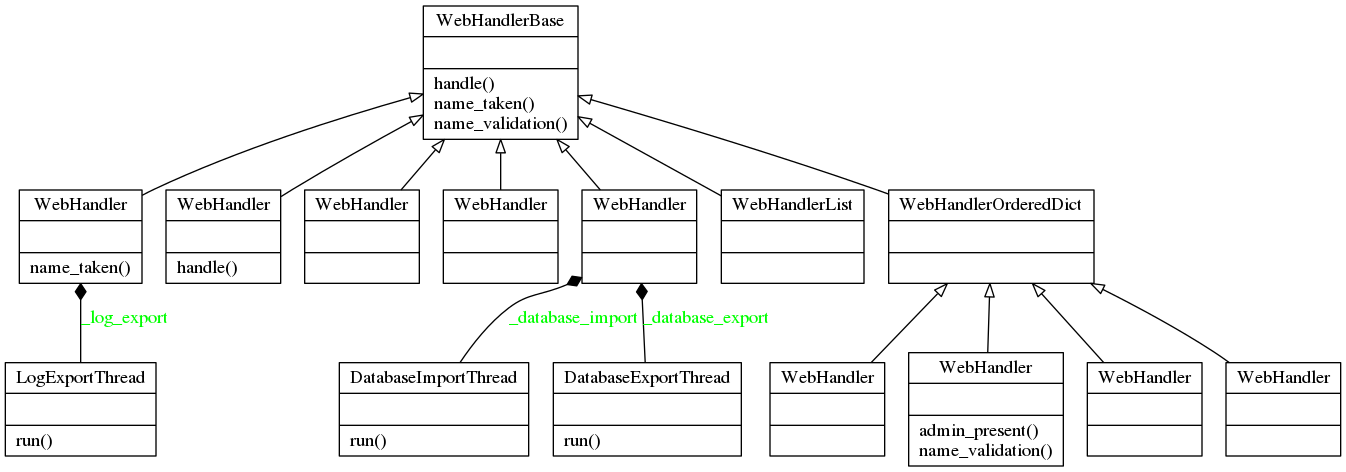 WebHandlerBase
handle()
name_taken()
name_validation()
WebHandler
name_taken()
WebHandler
handle()
WebHandler
WebHandler
WebHandler
WebHandlerList
WebHandlerOrderedDict
_log_export
_database_import
_database_export
LogExportThread
run()
DatabaseImportThread
run()
DatabaseExportThread
run()
WebHandler
WebHandler
admin_present()
name_validation()
WebHandler
WebHandler